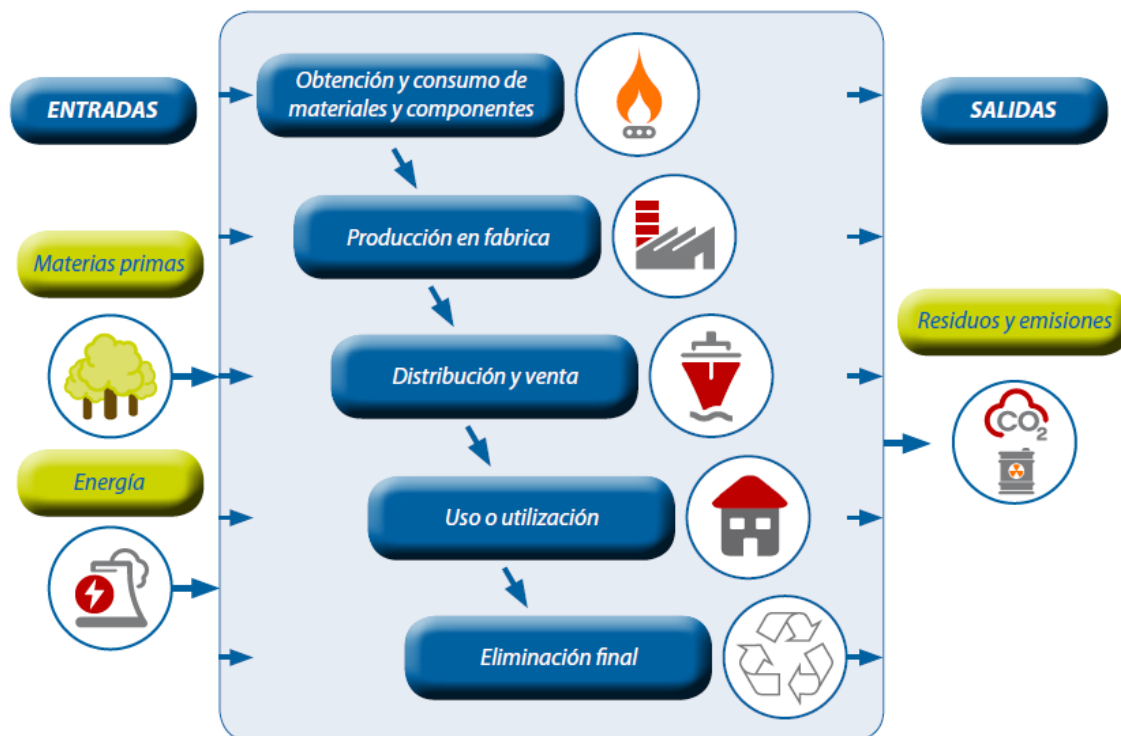 ENTRADAS
Obtención y consumo de
materiales y componentes
SALIDAS
Producción en fabrica
Materias primas
Residuos y emisiones
Distribución y venta
CO2
Energía
Uso o utilización
Eliminación final